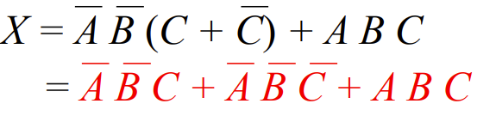 X = A̅ B̅ (C + C̅) + A B C
= A̅ B̅ C + A̅ B̅ C̅ + A B C